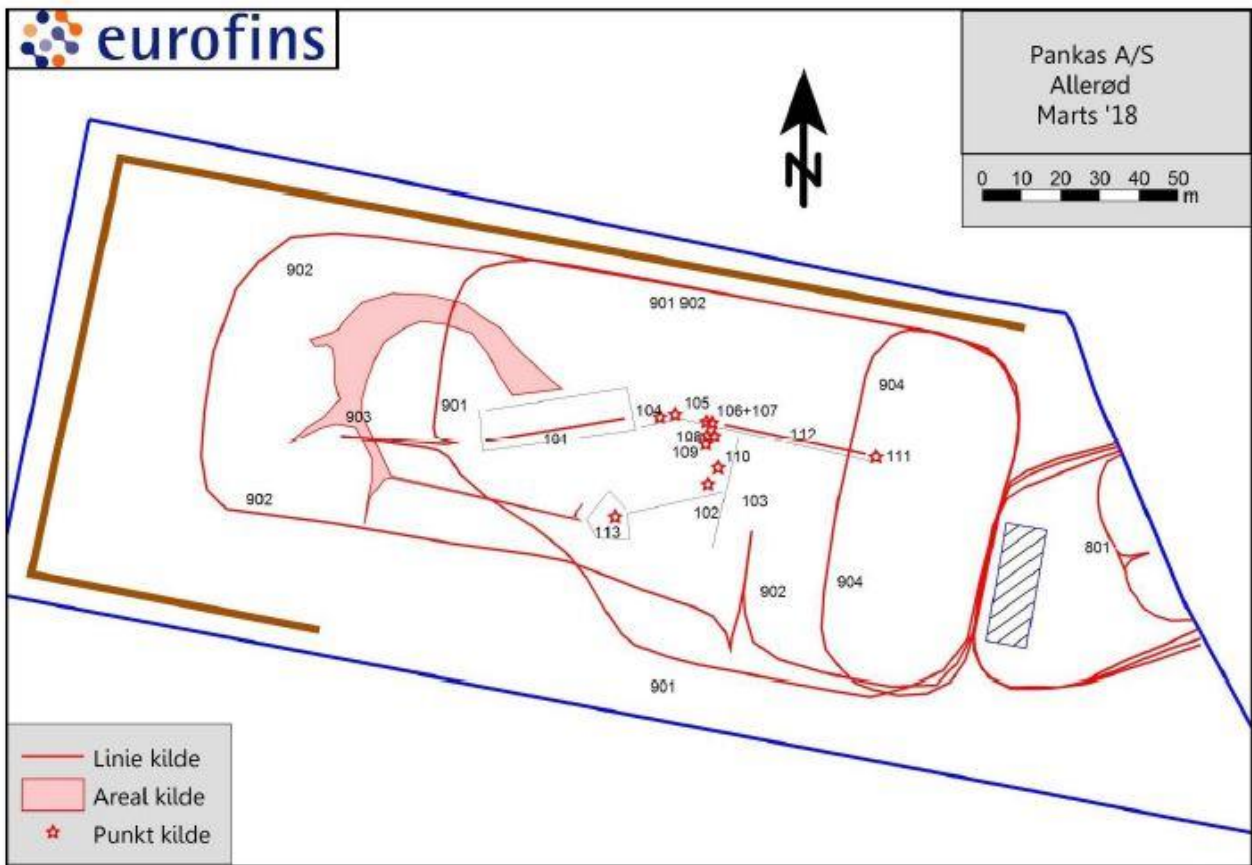 eurofins
Pankas A/S
Allerød
Marts '18
N
0 10 20 30 40 50
m
902
901 902
904
901
903
104
105
106+107
101
108
112
109
111
110
902
102
103
113
801
904
902
901
Linie kilde
Areal kilde
Punkt kilde